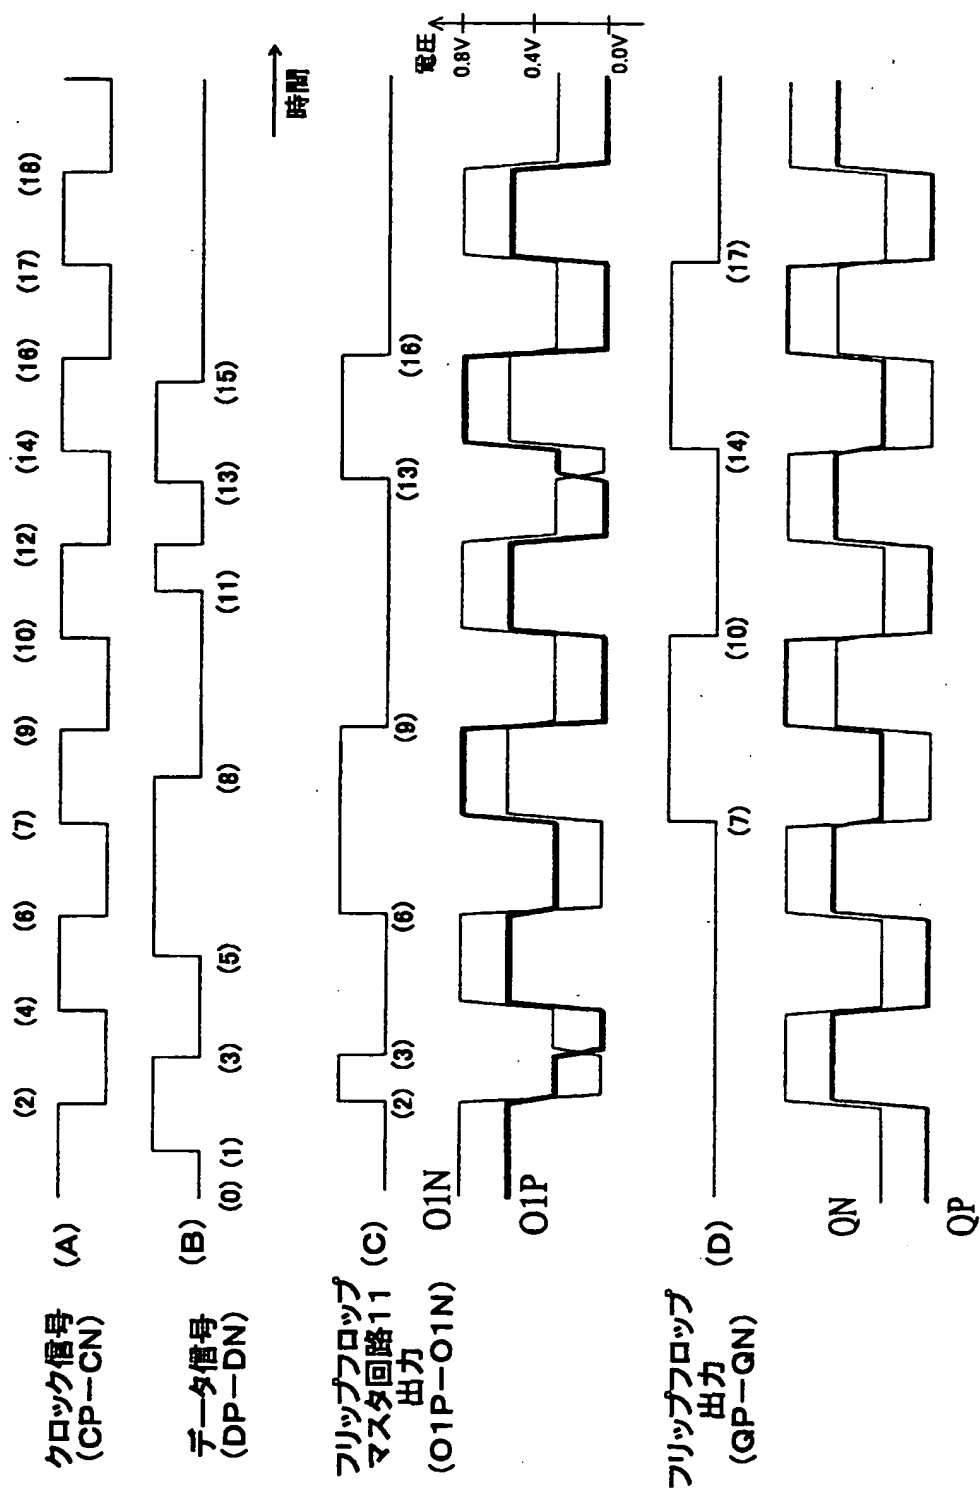 クロック信号 (A)
(CP－CN)
(2) (4) (6) (7) (9) (10) (12) (14) (16) (17) (18)
データ信号 (B)
(DP－DN)
(0) (1) (3) (5) (8) (11) (13) (15)
時間
フリップフロップ
マスタ回路11 (C)
出力
(O1P－O1N)
(2) (3) (6) (9) (13) (16)
O1N
O1P
電圧
0.8V
0.4V
0.0V
フリップフロップ (D)
出力
(QP－QN)
(7) (10) (14) (17)
QN
QP